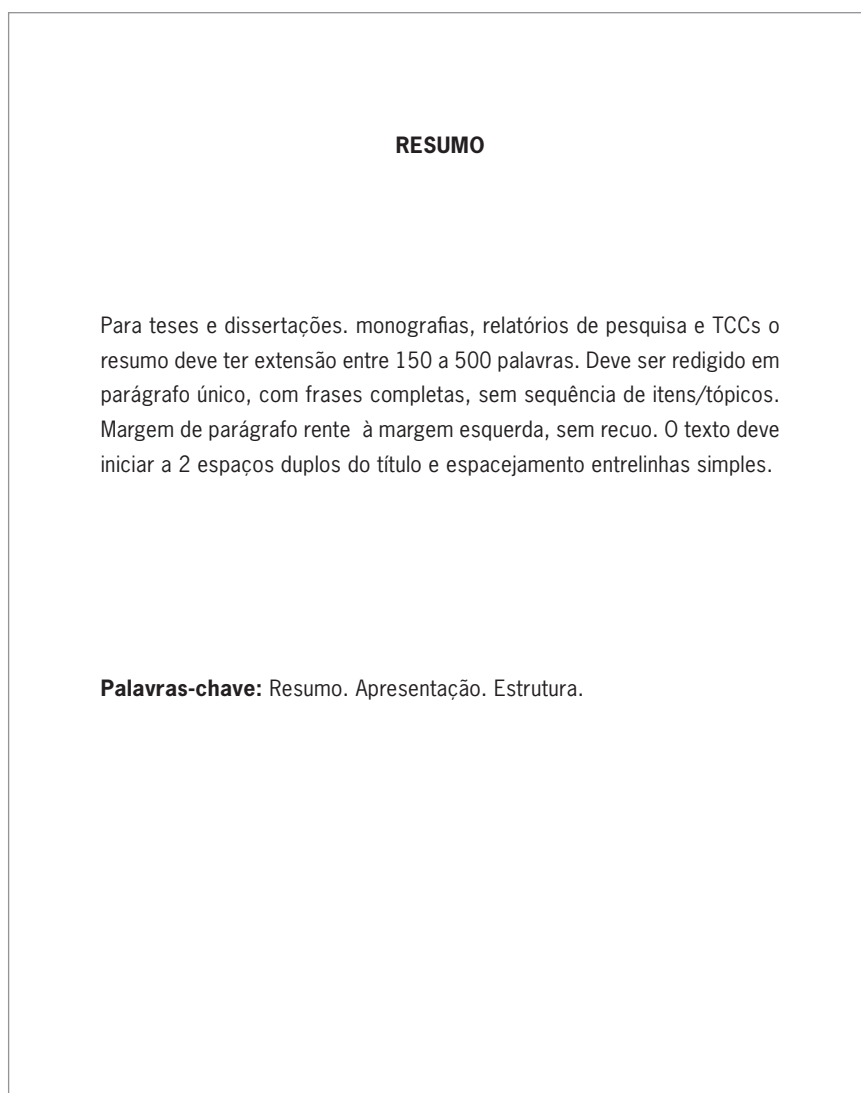 RESUMO
Para teses e dissertações. monografias, relatórios de pesquisa e TCCs o
resumo deve ter extensão entre 150 a 500 palavras. Deve ser redigido em
parágrafo único, com frases completas, sem sequência de itens/tópicos.
Margem de parágrafo rente  à margem esquerda, sem recuo. O texto deve
iniciar a 2 espaços duplos do título e espacejamento entrelinhas simples.
Palavras-chave: Resumo. Apresentação. Estrutura.